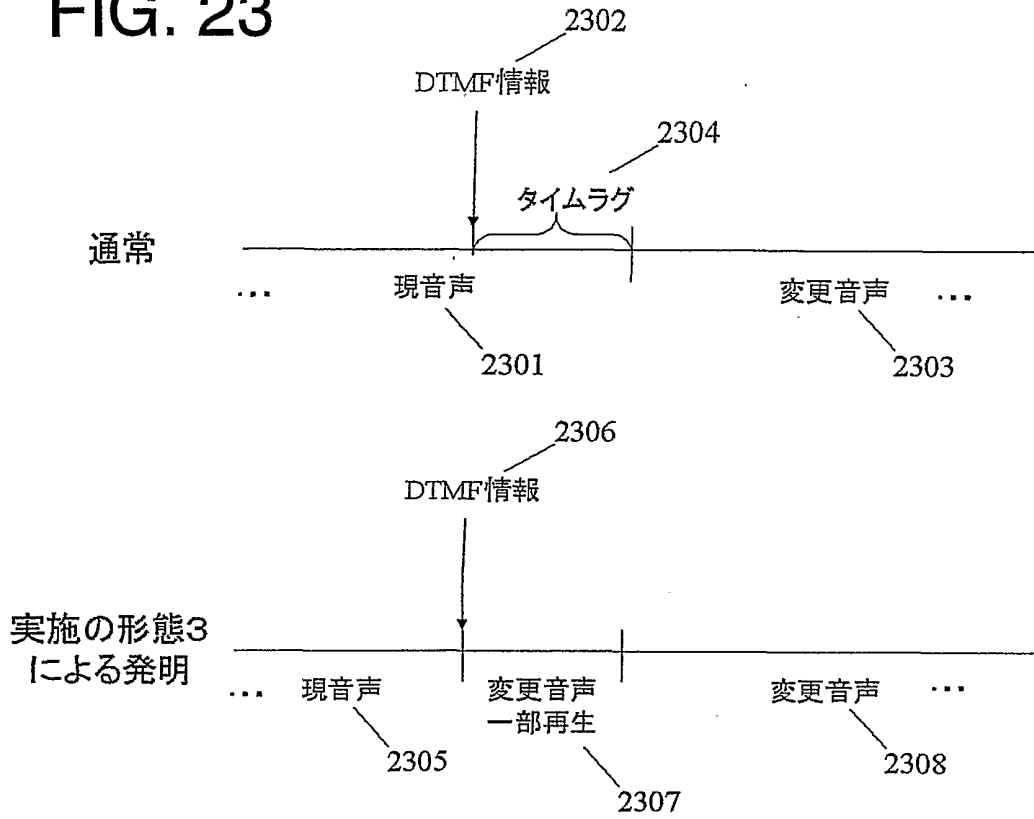 FIG. 23
2302
DTMF情報
2304
タイムラグ
通常
... 現音声 変更音声 ...
2301 2303
2306
DTMF情報
実施の形態3
による発明
... 現音声 変更音声 変更音声 ...
一部再生
2305 2308
2307